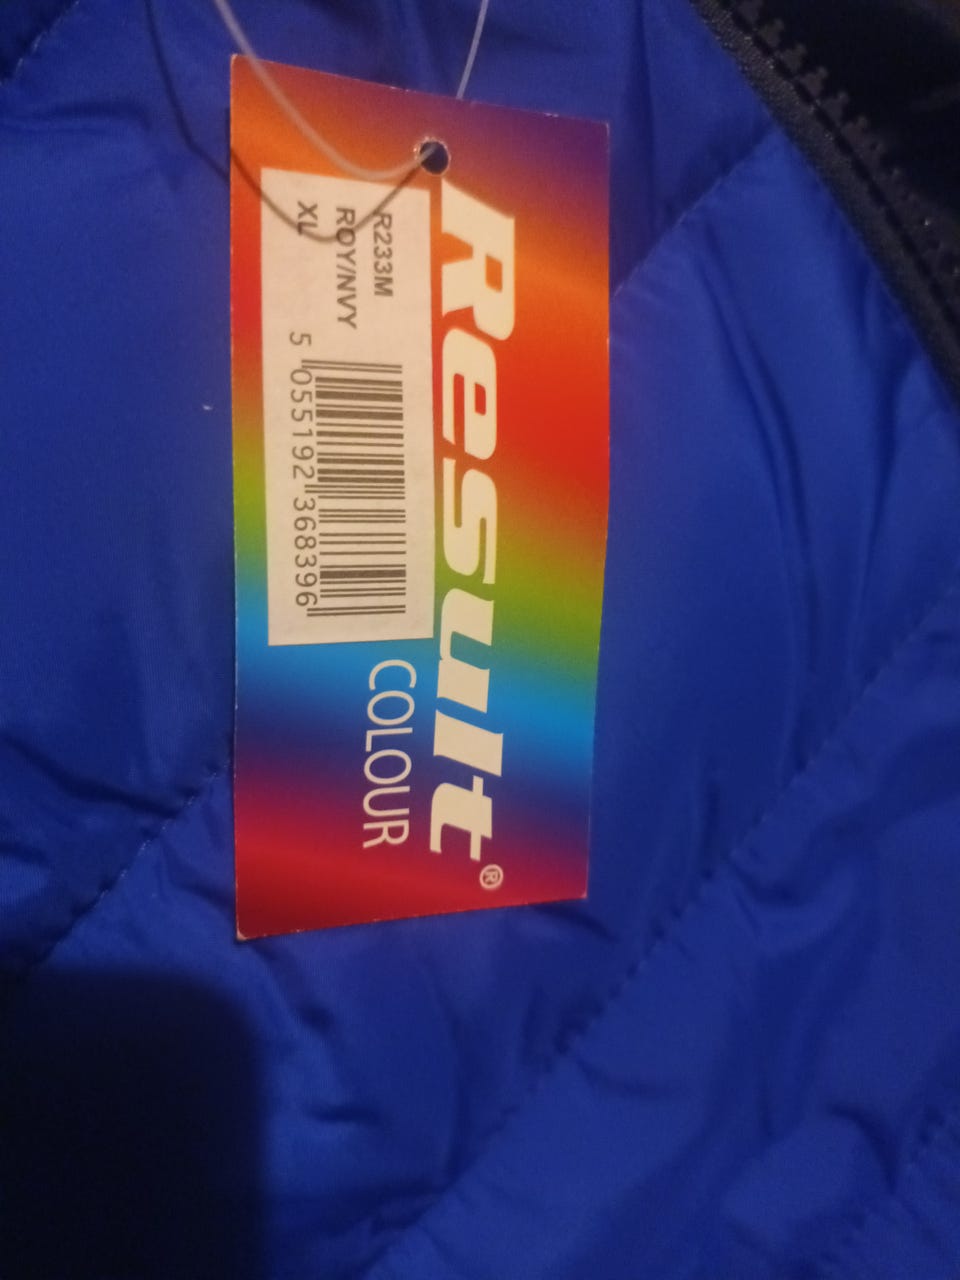 Result®
COLOUR
R233M
ROY/NVY
XL
5 055192 368396